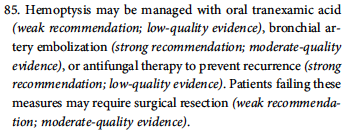 85. Hemoptysis may be managed with oral tranexamic acid
(weak recommendation; low-quality evidence), bronchial ar-
tery embolization (strong recommendation; moderate-quality
evidence), or antifungal therapy to prevent recurrence (strong
recommendation; low-quality evidence). Patients failing these
measures may require surgical resection (weak recommenda-
tion; moderate-quality evidence).